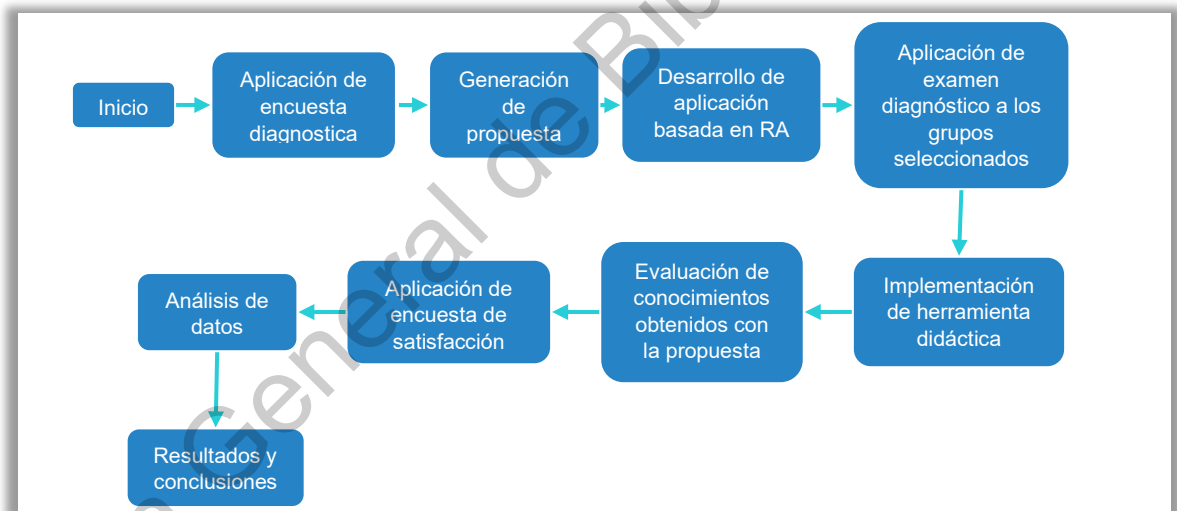 Inicio
Aplicación de
encuesta
diagnostica
Generación
de
propuesta
Desarrollo de
aplicación
basada en RA
Aplicación de
examen
diagnóstico a los
grupos
seleccionados
Implementación
de herramienta
didáctica
Evaluación de
conocimientos
obtenidos con
la propuesta
Aplicación de
encuesta de
satisfacción
Análisis de
datos
Resultados y
conclusiones
General de